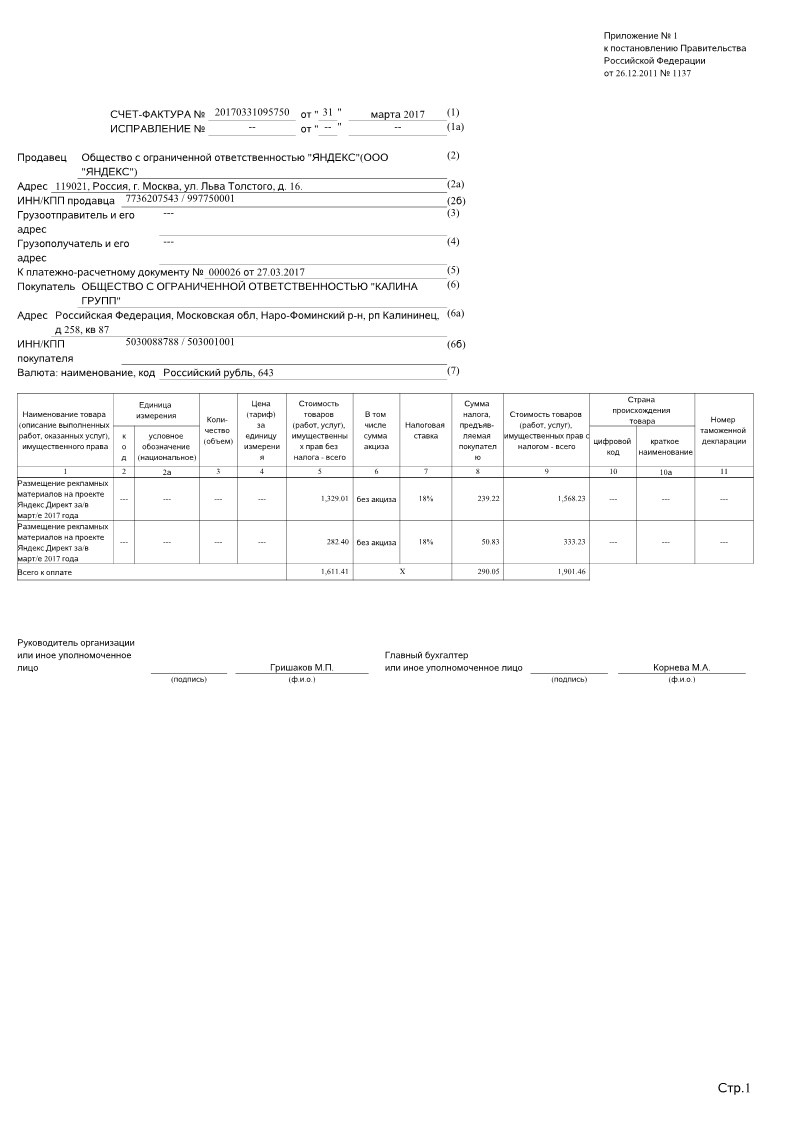 Приложение № 1
к постановлению Правительства
Российской Федерации
от 26.12.2011 № 1137
СЧЕТ-ФАКТУРА № 20170331095750 от " 31 " марта 2017 (1)
ИСПРАВЛЕНИЕ № -- от " -- " -- (1а)
Продавец Общество с ограниченной ответственностью "ЯНДЕКС"(ООО (2)
"ЯНДЕКС")
Адрес 119021, Россия, г. Москва, ул. Льва Толстого, д. 16. (2а)
ИНН/КПП продавца 7736207543 / 997750001 (2б)
Грузоотправитель и его --- (3)
адрес
Грузополучатель и его --- (4)
адрес
К платежно-расчетному документу № 000026 от 27.03.2017 (5)
Покупатель ОБЩЕСТВО С ОГРАНИЧЕННОЙ ОТВЕТСТВЕННОСТЬЮ "КАЛИНА (6)
ГРУПП"
Адрес Российская Федерация, Московская обл, Наро-Фоминский р-н, рп Калининец, (6а)
д 258, кв 87
ИНН/КПП 5030088788 / 503001001 (6б)
покупателя
Валюта: наименование, код Российский рубль, 643 (7)
Наименование товара
(описание выполненных
работ, оказанных услуг),
имущественного права
Единица
измерения
к
о
д
условное
обозначение
(национальное)
Коли-
чество
(объем)
Цена
(тариф)
за
единицу
измерени
я
Стоимость
товаров
(работ, услуг),
имущественны
х прав без
налога - всего
В том
числе
сумма
акциза
Налоговая
ставка
Сумма
налога,
предъяв-
ляемая
покупател
ю
Стоимость товаров
(работ, услуг),
имущественных прав с
налогом - всего
Страна
происхождения
товара
цифровой
код
краткое
наименование
Номер
таможенной
декларации
1 2 2а 3 4 5 6 7 8 9 10 10а 11
Размещение рекламных
материалов на проекте
Яндекс.Директ за/в
март/е 2017 года
--- --- --- --- 1,329.01 без акциза 18% 239.22 1,568.23 --- --- ---
Размещение рекламных
материалов на проекте
Яндекс.Директ за/в
март/е 2017 года
--- --- --- --- 282.40 без акциза 18% 50.83 333.23 --- --- ---
Всего к оплате 1,611.41 X 290.05 1,901.46
Руководитель организации
или иное уполномоченное
лицо Гришаков М.П.
(подпись) (ф.и.о.)
Главный бухгалтер
или иное уполномоченное лицо Корнева М.А.
(подпись) (ф.и.о.)
Стр.1